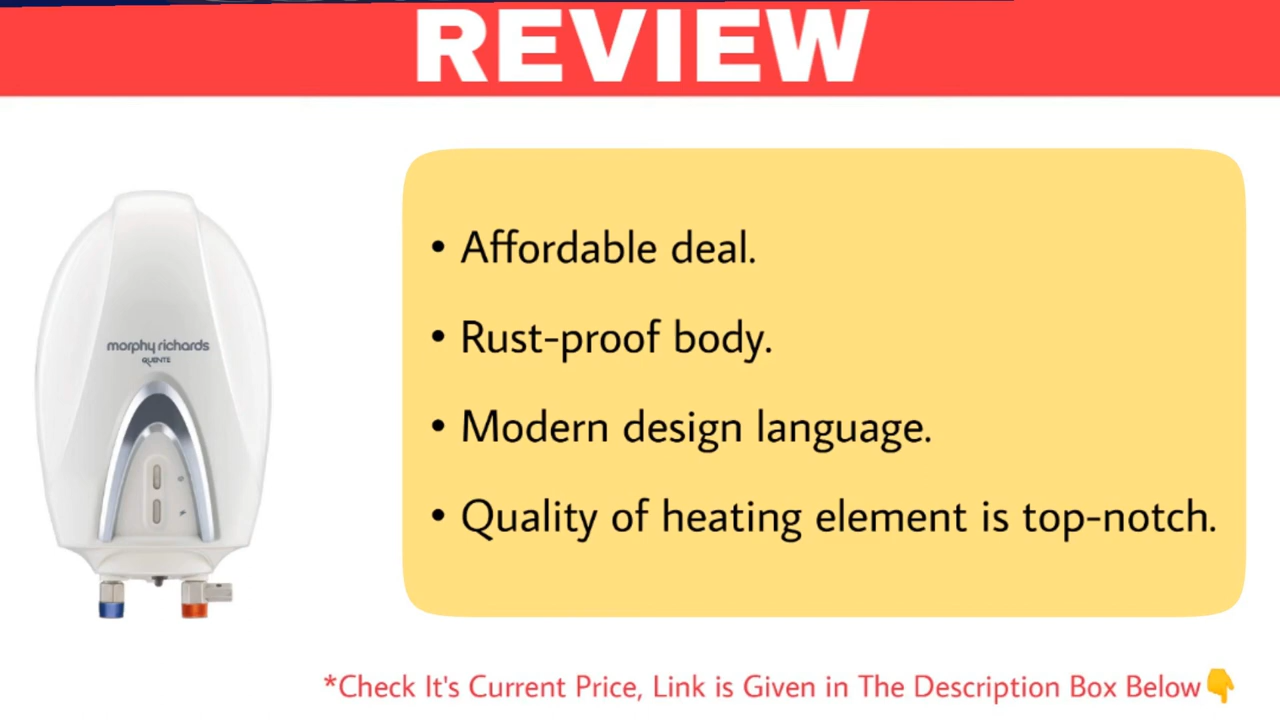 REVIEW
morphy richards
QUENTE
• Affordable deal.
• Rust-proof body.
• Modern design language.
• Quality of heating element is top-notch.
*Check It's Current Price, Link is Given in The Description Box Below👇